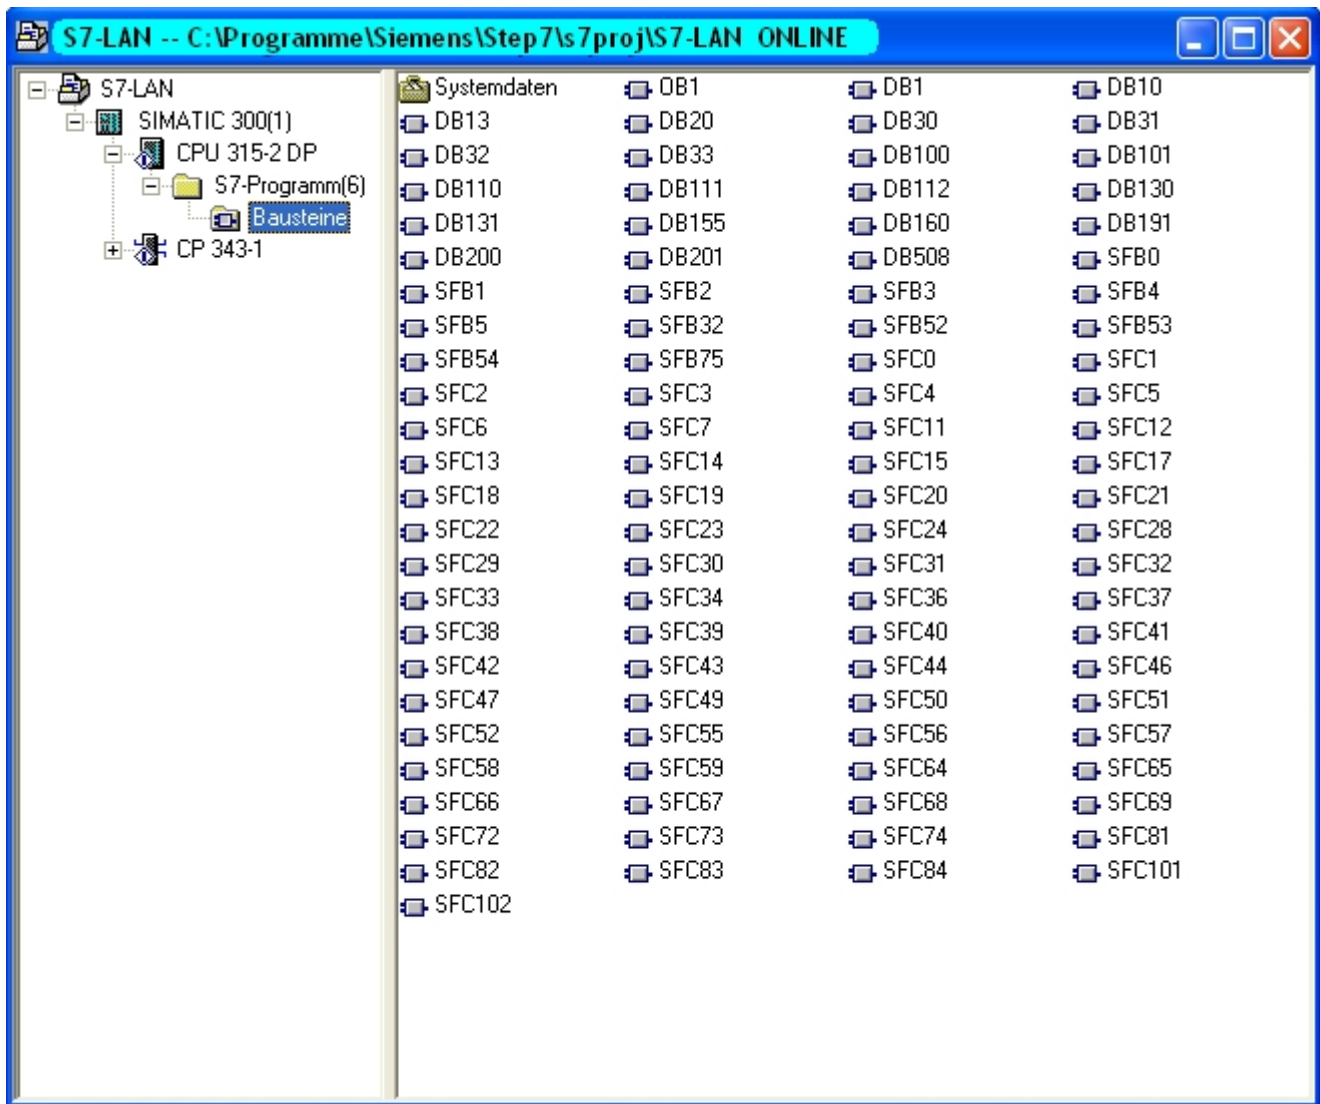 S7-LAN -- C:\Programme\Siemens\Step7\s7proj\S7-LAN ONLINE
S7-LAN
SIMATIC 300(1)
CPU 315-2 DP
S7-Programm(6)
Bausteine
CP 343-1
Systemdaten OB1 DB1 DB10
DB13 DB20 DB30 DB31
DB32 DB33 DB100 DB101
DB110 DB111 DB112 DB130
DB131 DB155 DB160 DB191
DB200 DB201 DB508 SFB0
SFB1 SFB2 SFB3 SFB4
SFB5 SFB32 SFB52 SFB53
SFB54 SFB75 SFC0 SFC1
SFC2 SFC3 SFC4 SFC5
SFC6 SFC7 SFC11 SFC12
SFC13 SFC14 SFC15 SFC17
SFC18 SFC19 SFC20 SFC21
SFC22 SFC23 SFC24 SFC28
SFC29 SFC30 SFC31 SFC32
SFC33 SFC34 SFC36 SFC37
SFC38 SFC39 SFC40 SFC41
SFC42 SFC43 SFC44 SFC46
SFC47 SFC49 SFC50 SFC51
SFC52 SFC55 SFC56 SFC57
SFC58 SFC59 SFC64 SFC65
SFC66 SFC67 SFC68 SFC69
SFC72 SFC73 SFC74 SFC81
SFC82 SFC83 SFC84 SFC101
SFC102